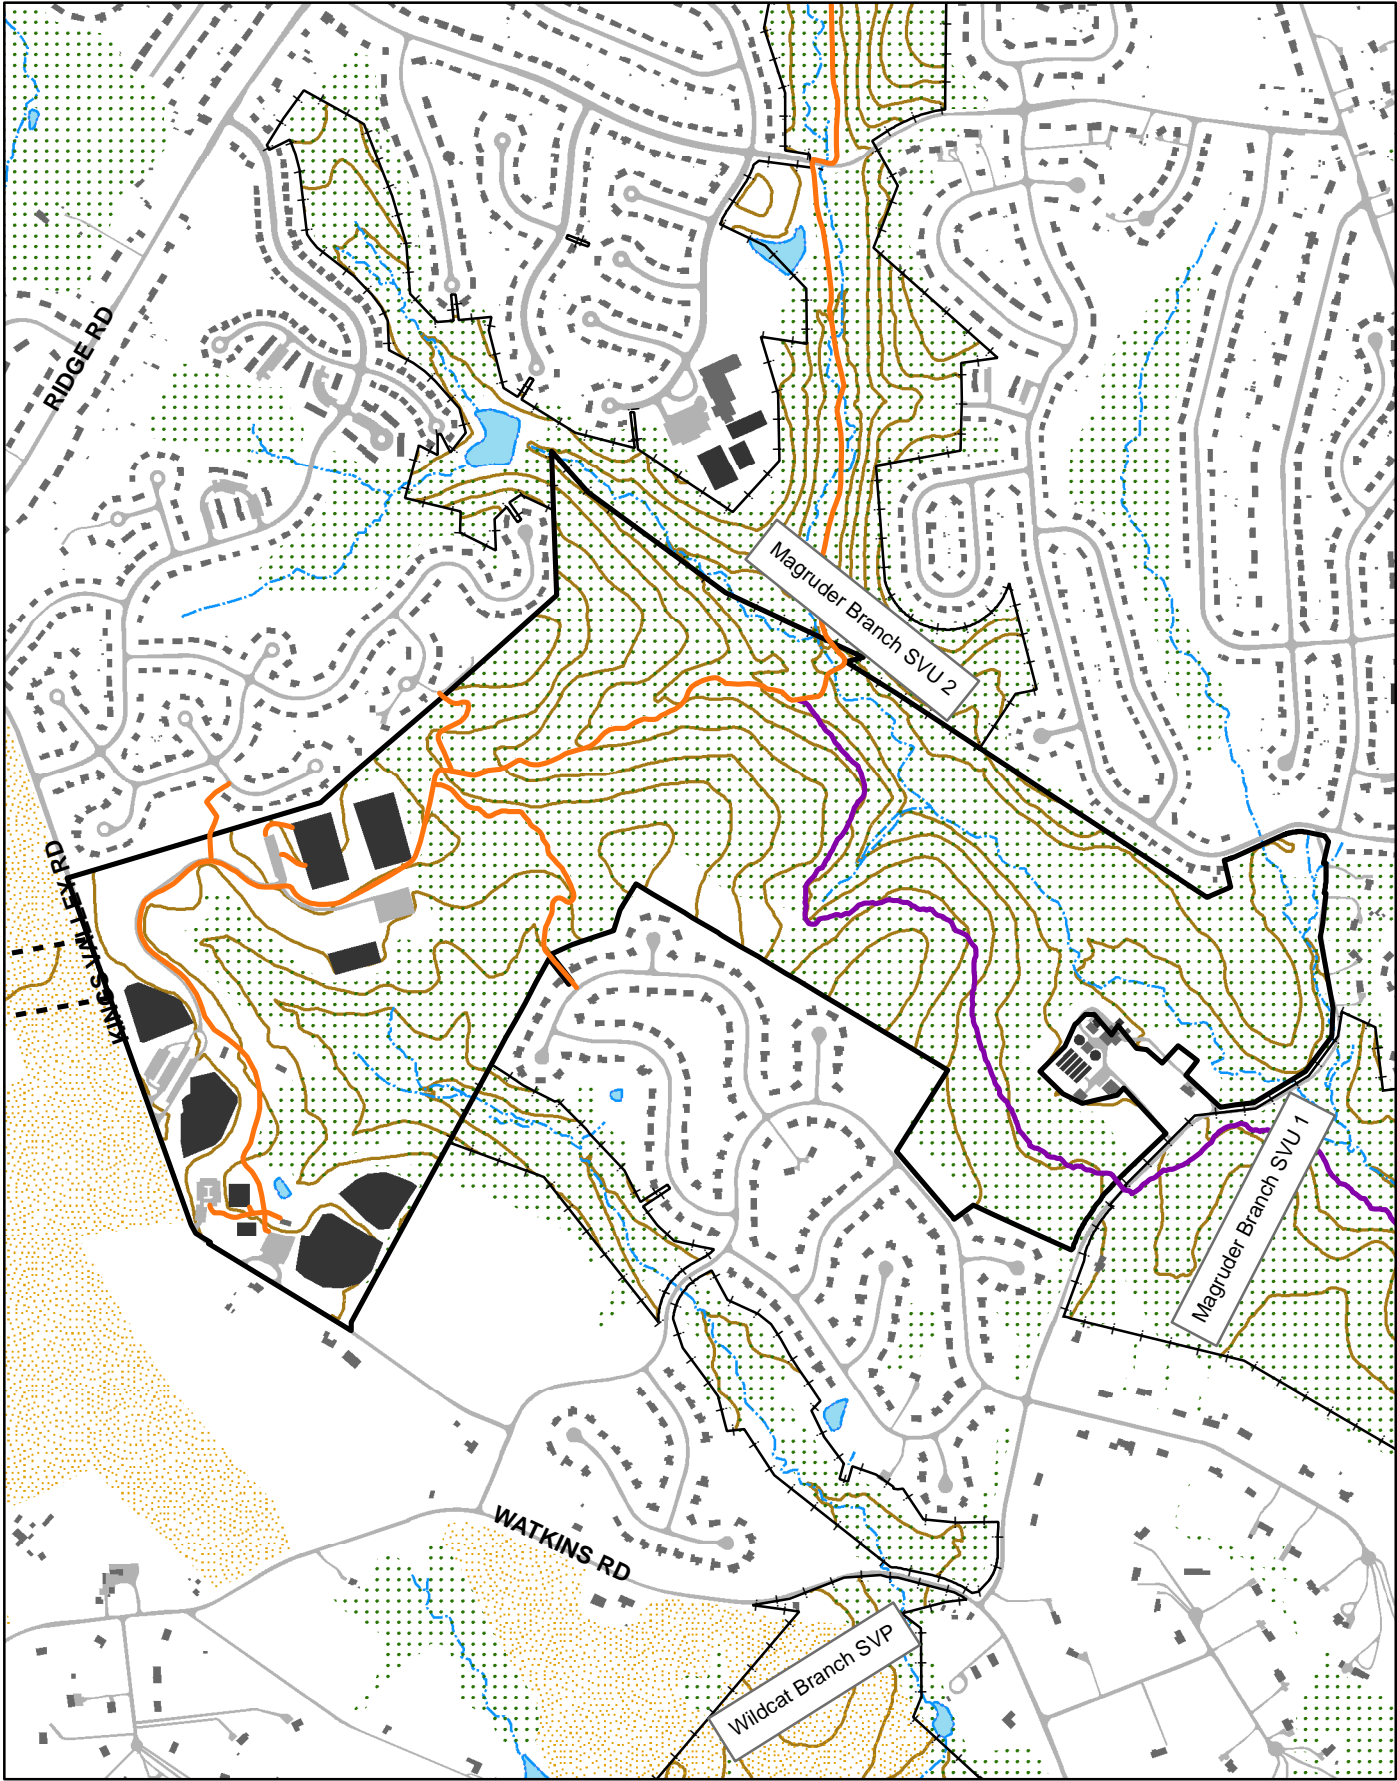 RIDGE RD
Magruder Branch SVU 2
KINGS VALLEY RD
Magruder Branch SVU 1
WATKINS RD
Wildcat Branch SVP